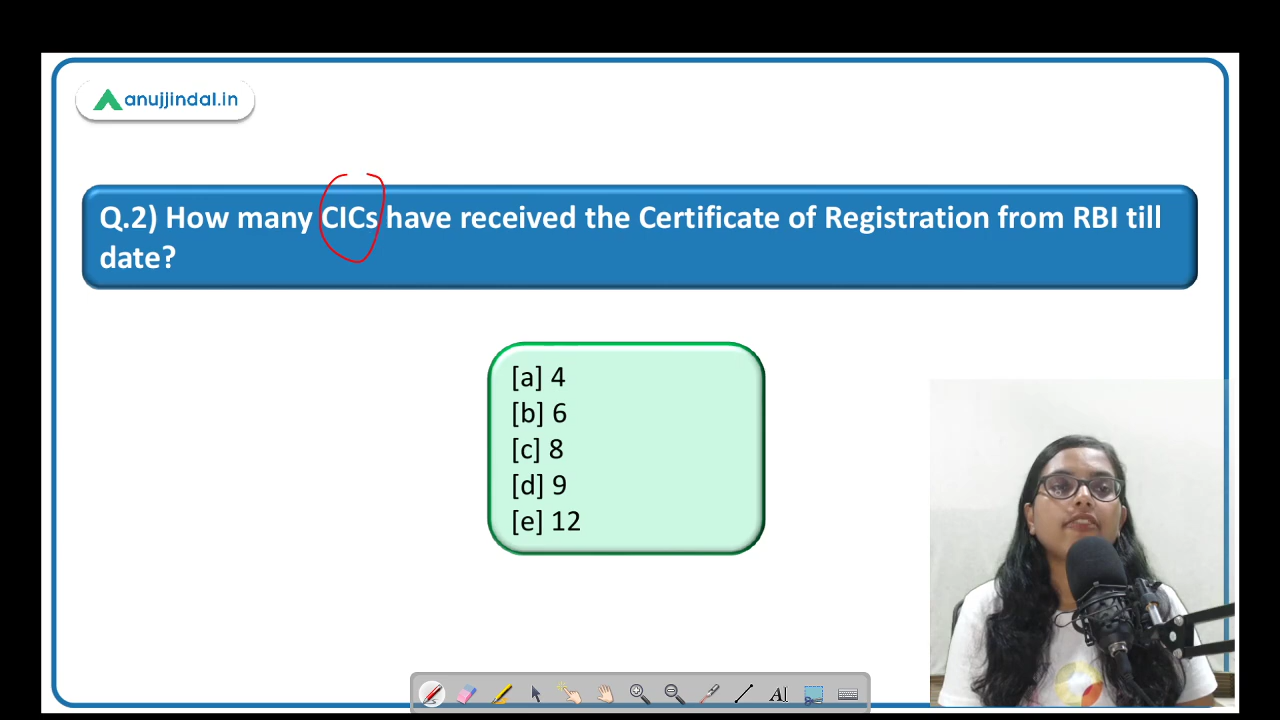 anujjindal.in
Q.2) How many CICs have received the Certificate of Registration from RBI till
date?
[a] 4
[b] 6
[c] 8
[d] 9
[e] 12
A